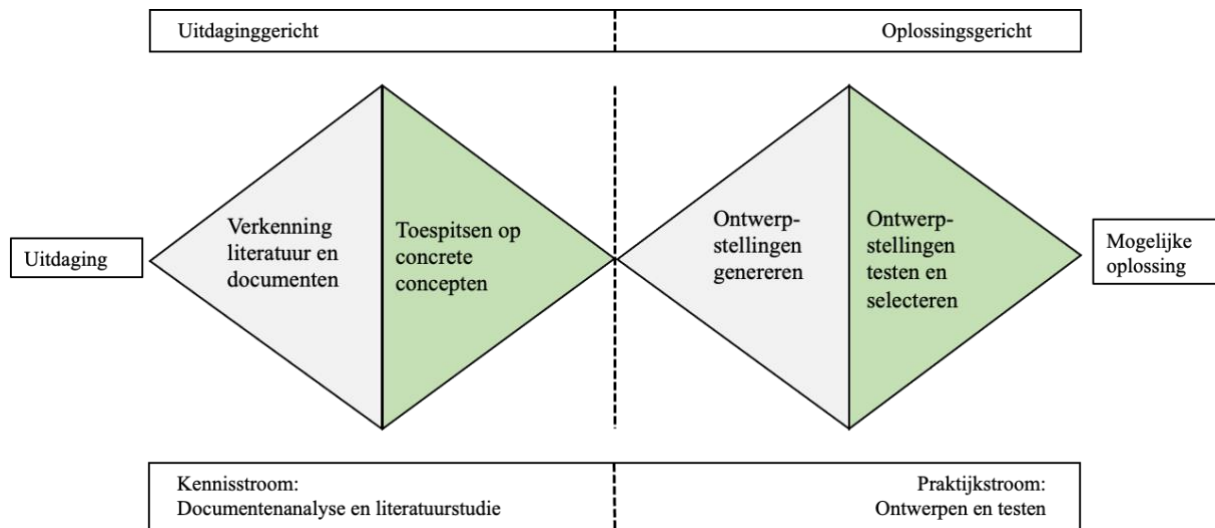 Uitdaginggericht
Oplossingsgericht
Uitdaging
Verkenning
literatuur en
documenten
Toespitsen op
concrete
concepten
Ontwerp-
stellingen
genereren
Ontwerp-
stellingen
testen en
selecteren
Mogelijke
oplossing
Kennisstroom:
Documentenanalyse en literatuurstudie
Praktijkstroom:
Ontwerpen en testen